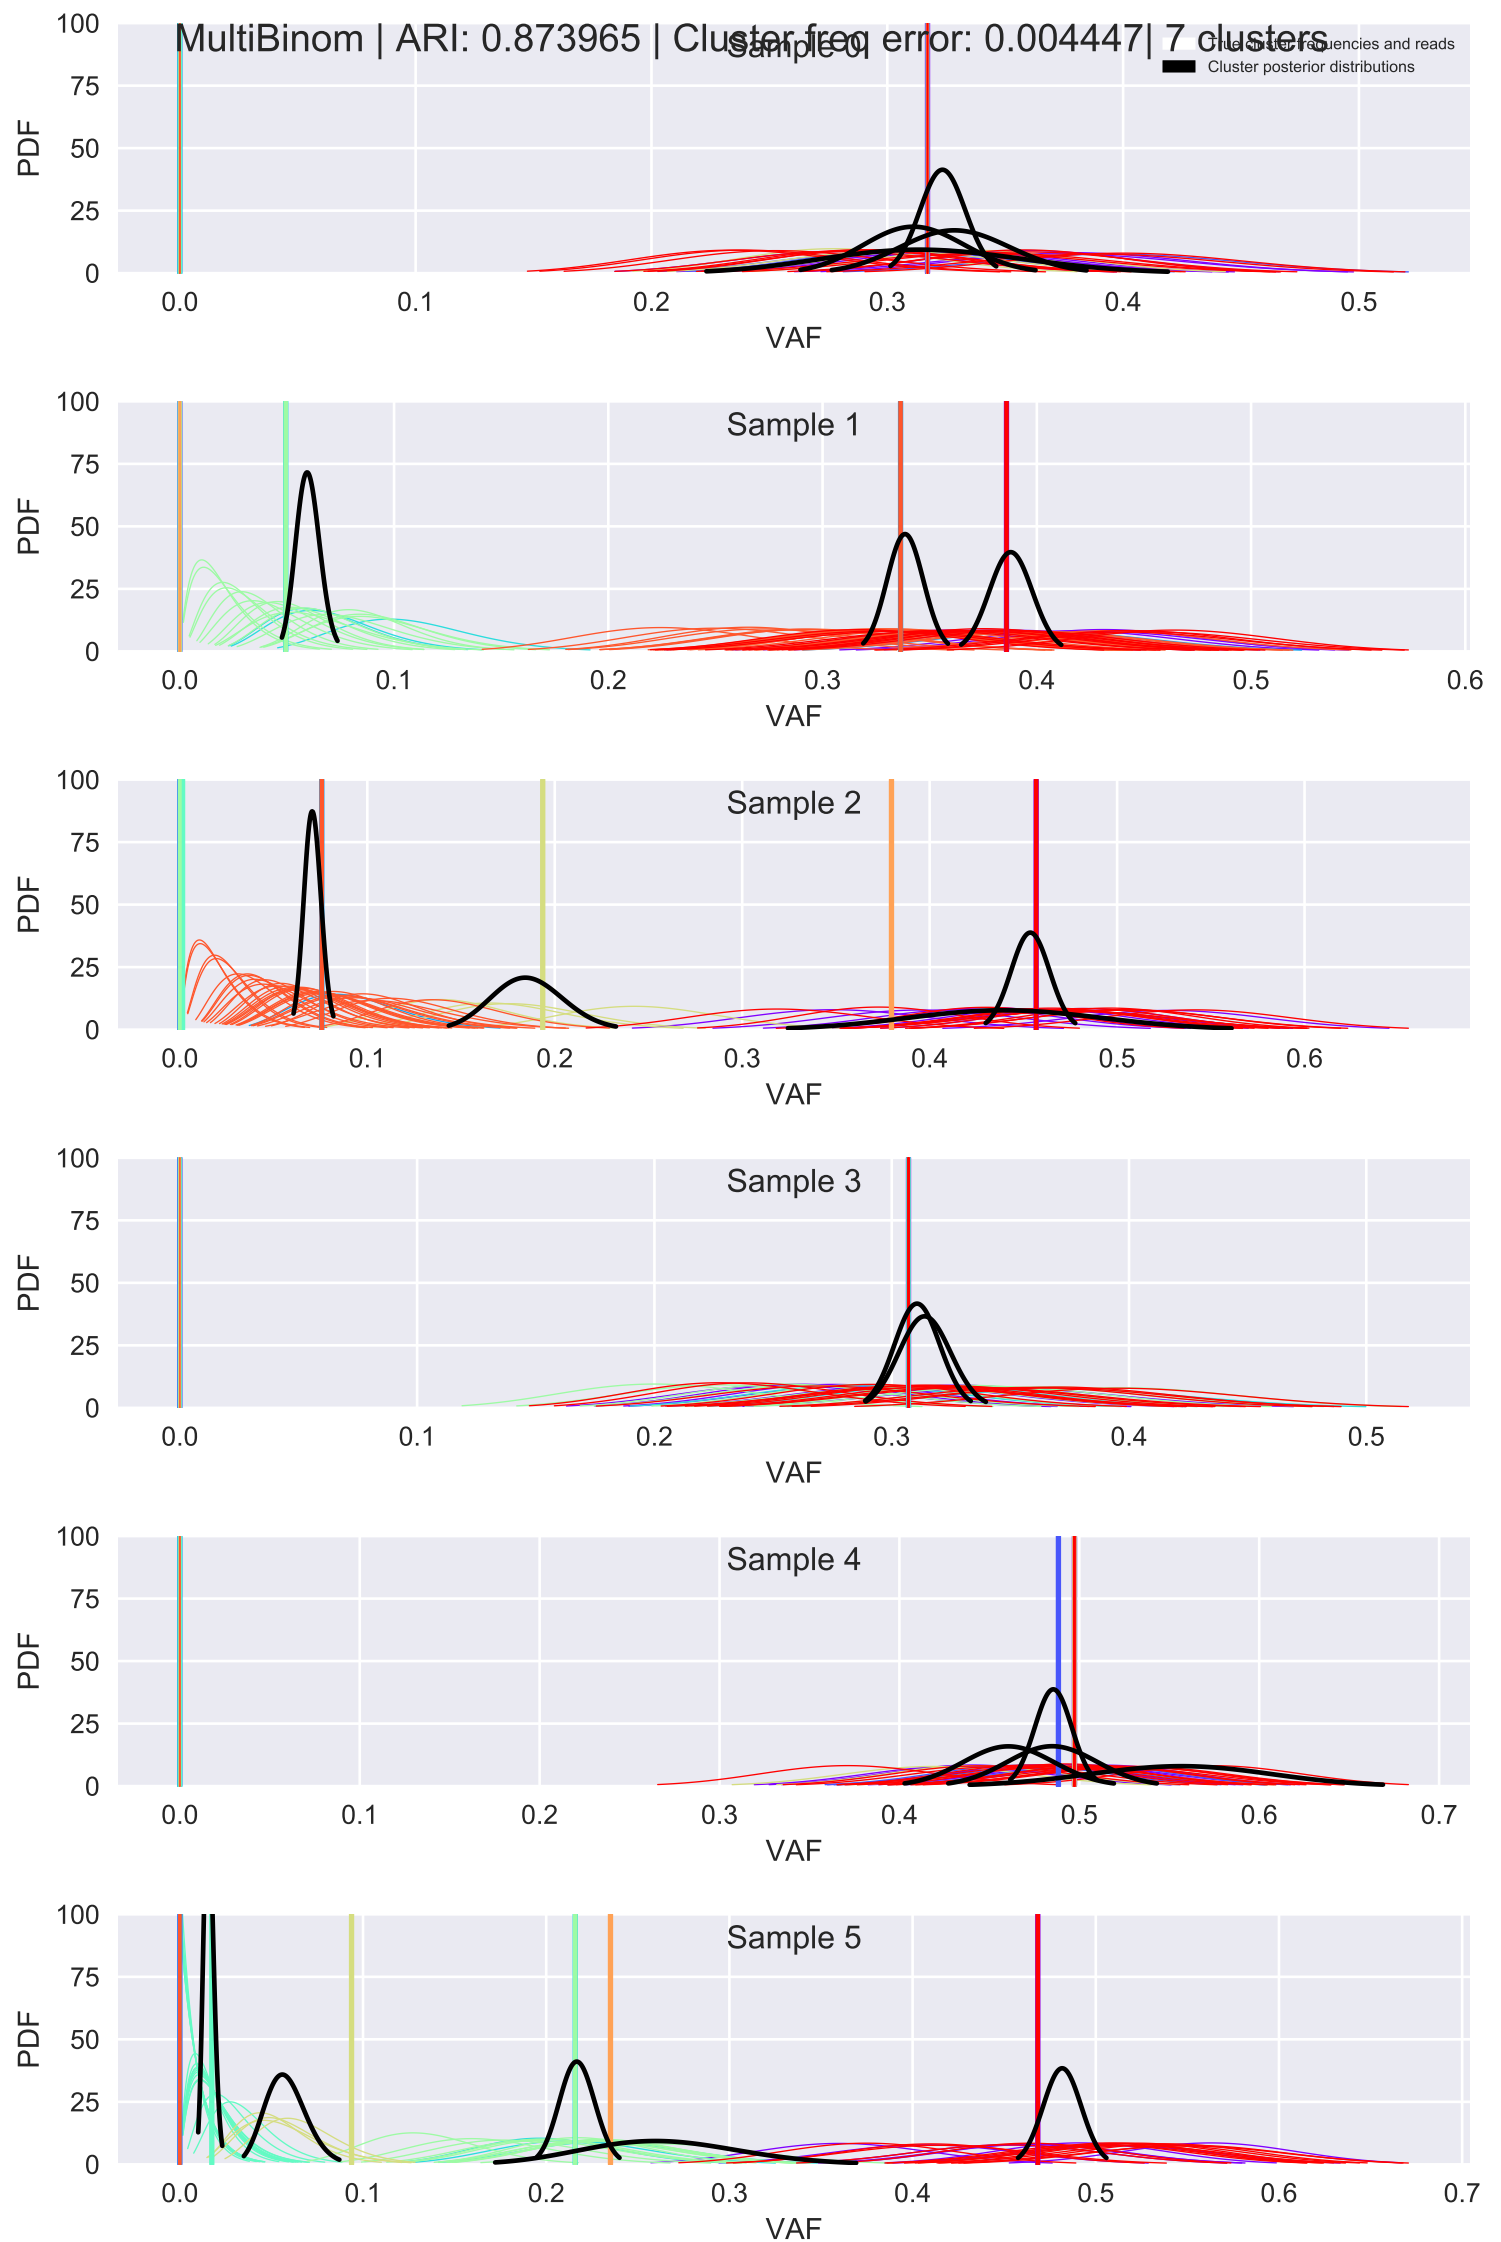 MultiBinom | ARI: 0.873965 | Cluster freq error: 0.004447| 7 clusters
Sample 0
True cluster frequencies and reads
Cluster posterior distributions
100
75
50
25
0
PDF
0.0 0.1 0.2 0.3 0.4 0.5
VAF
Sample 1
100
75
50
25
0
PDF
0.0 0.1 0.2 0.3 0.4 0.5 0.6
VAF
Sample 2
100
75
50
25
0
PDF
0.0 0.1 0.2 0.3 0.4 0.5 0.6
VAF
Sample 3
100
75
50
25
0
PDF
0.0 0.1 0.2 0.3 0.4 0.5
VAF
Sample 4
100
75
50
25
0
PDF
0.0 0.1 0.2 0.3 0.4 0.5 0.6 0.7
VAF
Sample 5
100
75
50
25
0
PDF
0.0 0.1 0.2 0.3 0.4 0.5 0.6 0.7
VAF